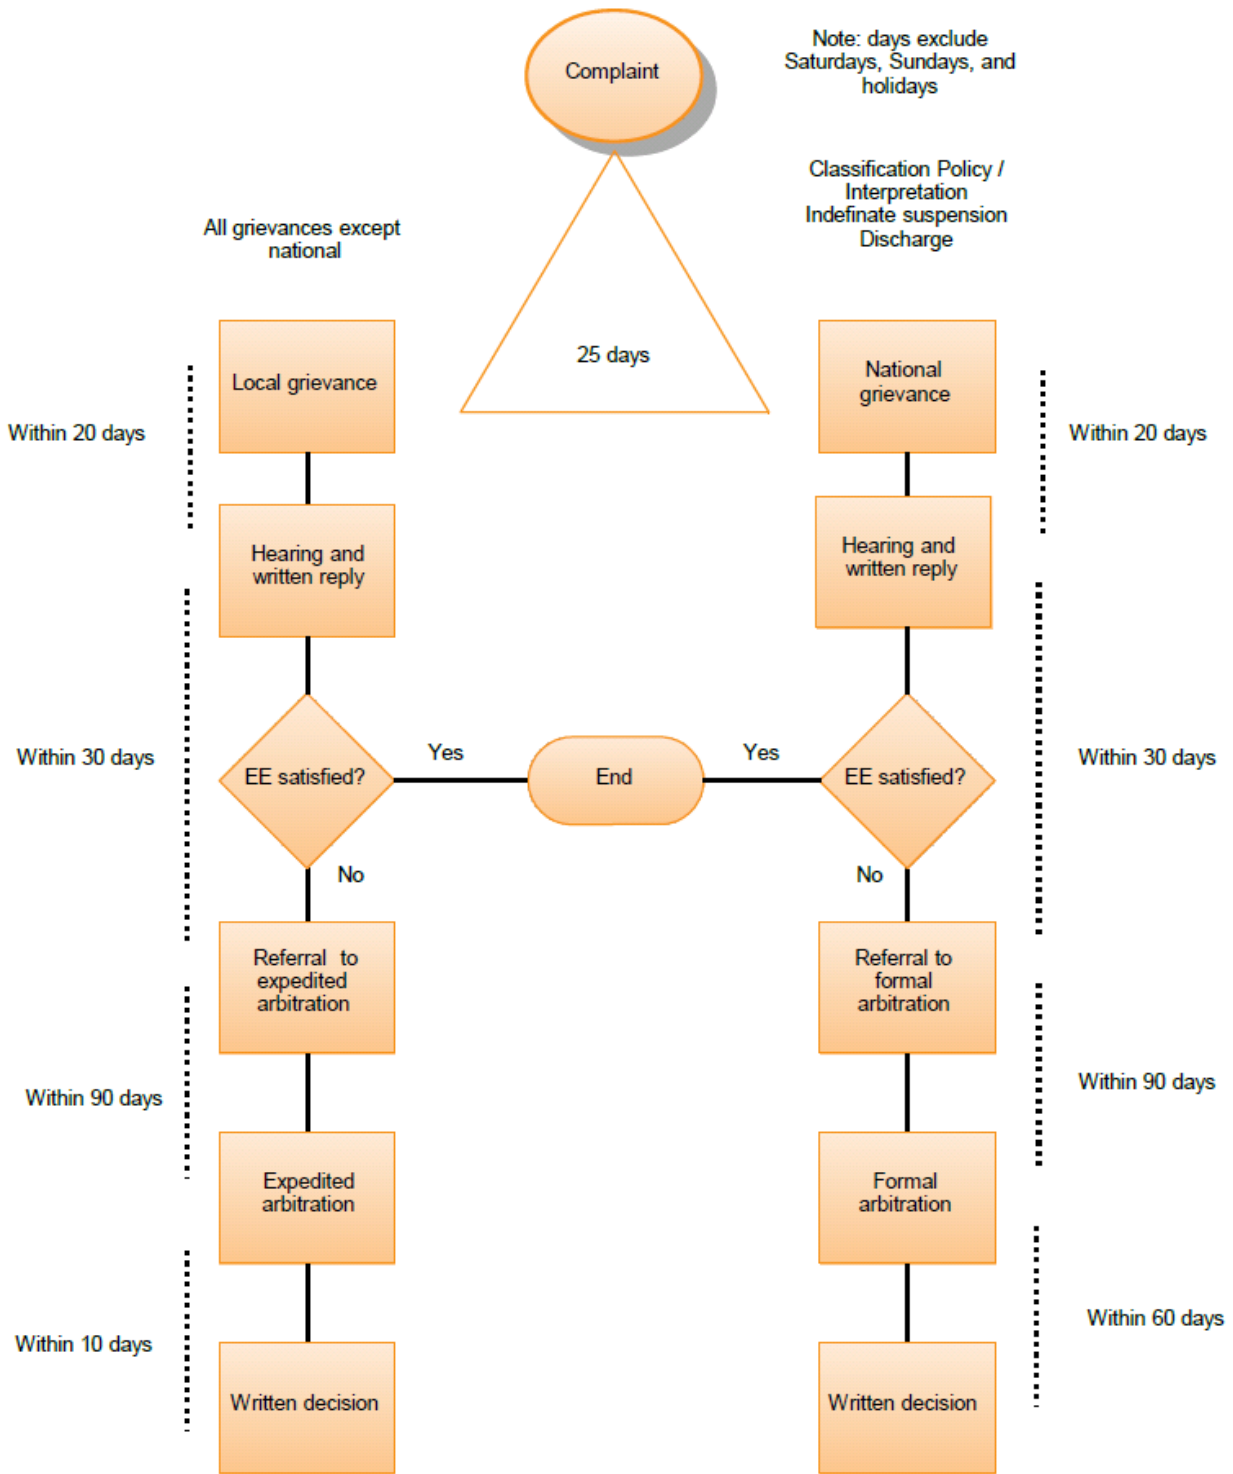 Complaint
Note: days exclude
Saturdays, Sundays, and
holidays
Classification Policy /
Interpretation
Indefinate suspension
Discharge
All grievances except
national
25 days
Local grievance
National
grievance
Within 20 days
Within 20 days
Hearing and
written reply
Hearing and
written reply
Within 30 days
EE satisfied?
Yes
End
Yes
EE satisfied?
Within 30 days
No
No
Referral to
expedited
arbitration
Referral to
formal
arbitration
Within 90 days
Within 90 days
Expedited
arbitration
Formal
arbitration
Within 10 days
Within 60 days
Written decision
Written decision